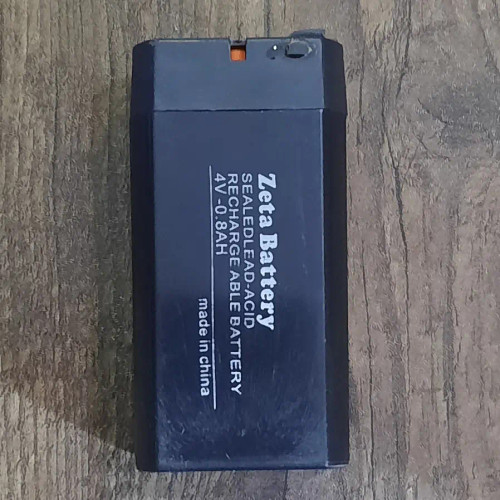 Zeta Battery
SEALEDLEAD-ACID
RECHARGE ABLE BATTERY
4V-0.8AH
made in china